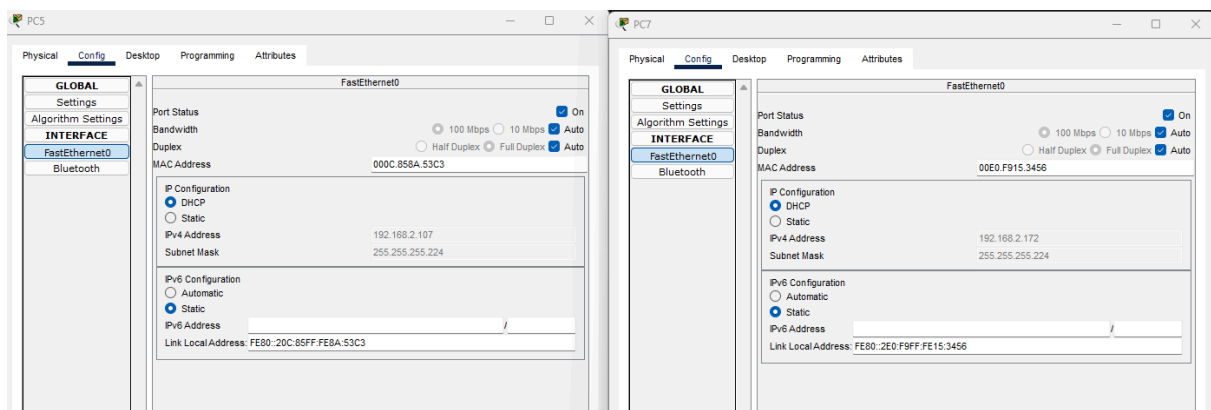 PC5
Physical Config Desktop Programming Attributes
GLOBAL
Settings
Algorithm Settings
INTERFACE
FastEthernet0
Bluetooth
FastEthernet0
Port Status On
Bandwidth 100 Mbps 10 Mbps Auto
Duplex Half Duplex Full Duplex Auto
MAC Address 000C.858A.53C3
IP Configuration
DHCP
Static
IPv4 Address 192.168.2.107
Subnet Mask 255.255.255.224
IPv6 Configuration
Automatic
Static
IPv6 Address /
Link Local Address: FE80::20C:85FF:FE8A:53C3
PC7
Physical Config Desktop Programming Attributes
GLOBAL
Settings
Algorithm Settings
INTERFACE
FastEthernet0
Bluetooth
FastEthernet0
Port Status On
Bandwidth 100 Mbps 10 Mbps Auto
Duplex Half Duplex Full Duplex Auto
MAC Address 00E0.F915.3456
IP Configuration
DHCP
Static
IPv4 Address 192.168.2.172
Subnet Mask 255.255.255.224
IPv6 Configuration
Automatic
Static
IPv6 Address /
Link Local Address: FE80::2E0:F9FF:FE15:3456